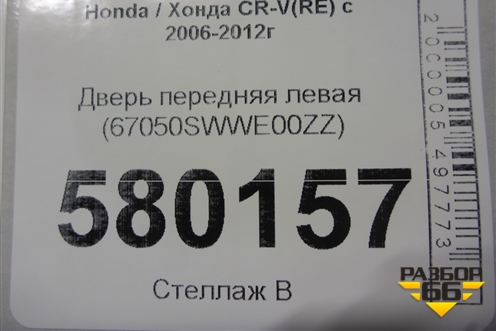 Honda / Хонда CR-V(RE) с
2006-2012г
Дверь передняя левая
(67050SWWE00ZZ)
580157
Стеллаж В
2000005497773
РАЗБОР
66